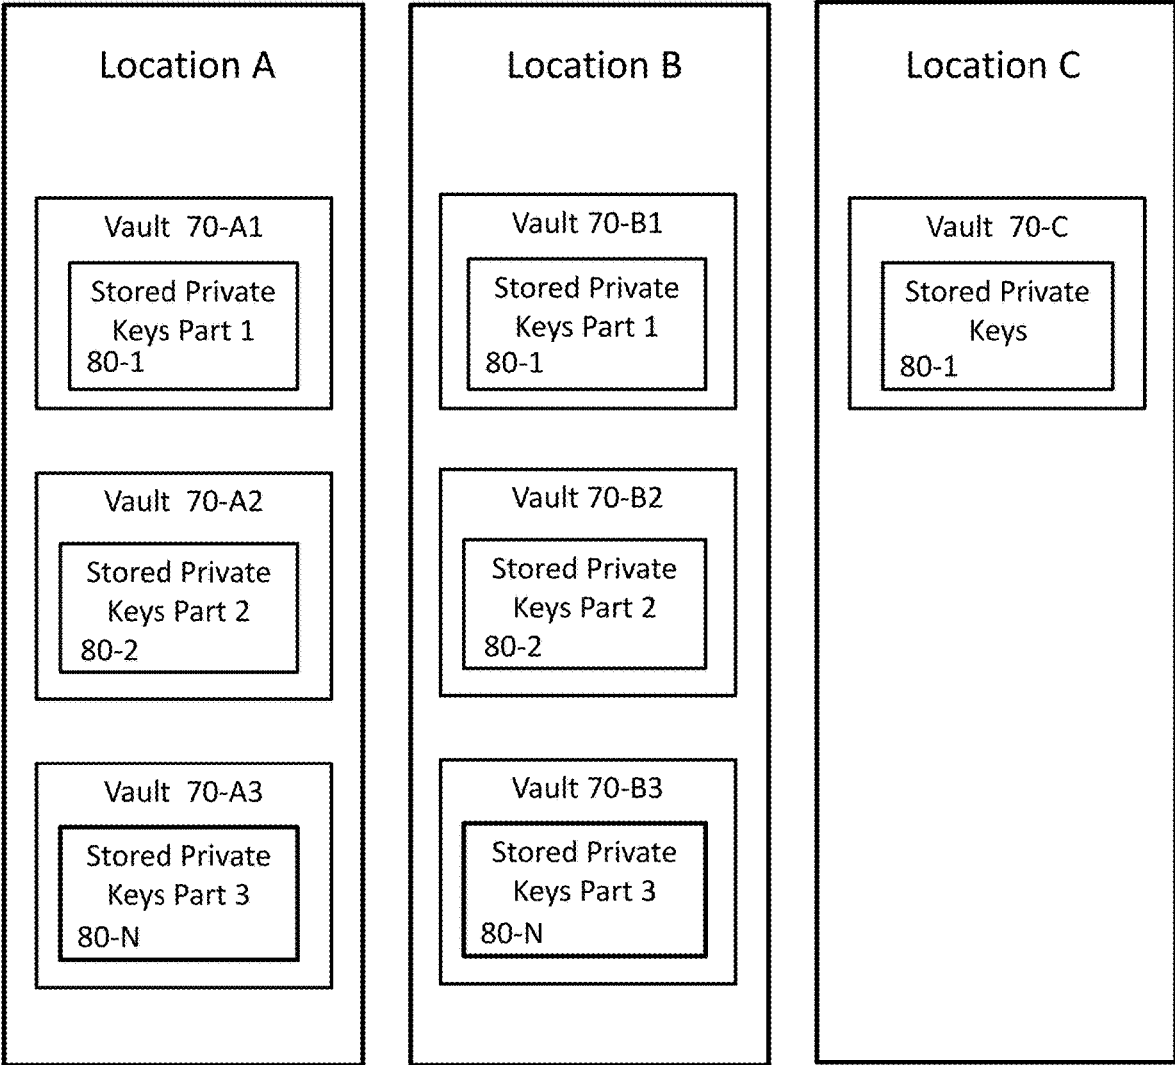 Location A
Vault 70-A1
Stored Private
Keys Part 1
80-1
Vault 70-A2
Stored Private
Keys Part 2
80-2
Vault 70-A3
Stored Private
Keys Part 3
80-N
Location B
Vault 70-B1
Stored Private
Keys Part 1
80-1
Vault 70-B2
Stored Private
Keys Part 2
80-2
Vault 70-B3
Stored Private
Keys Part 3
80-N
Location C
Vault 70-C
Stored Private
Keys
80-1